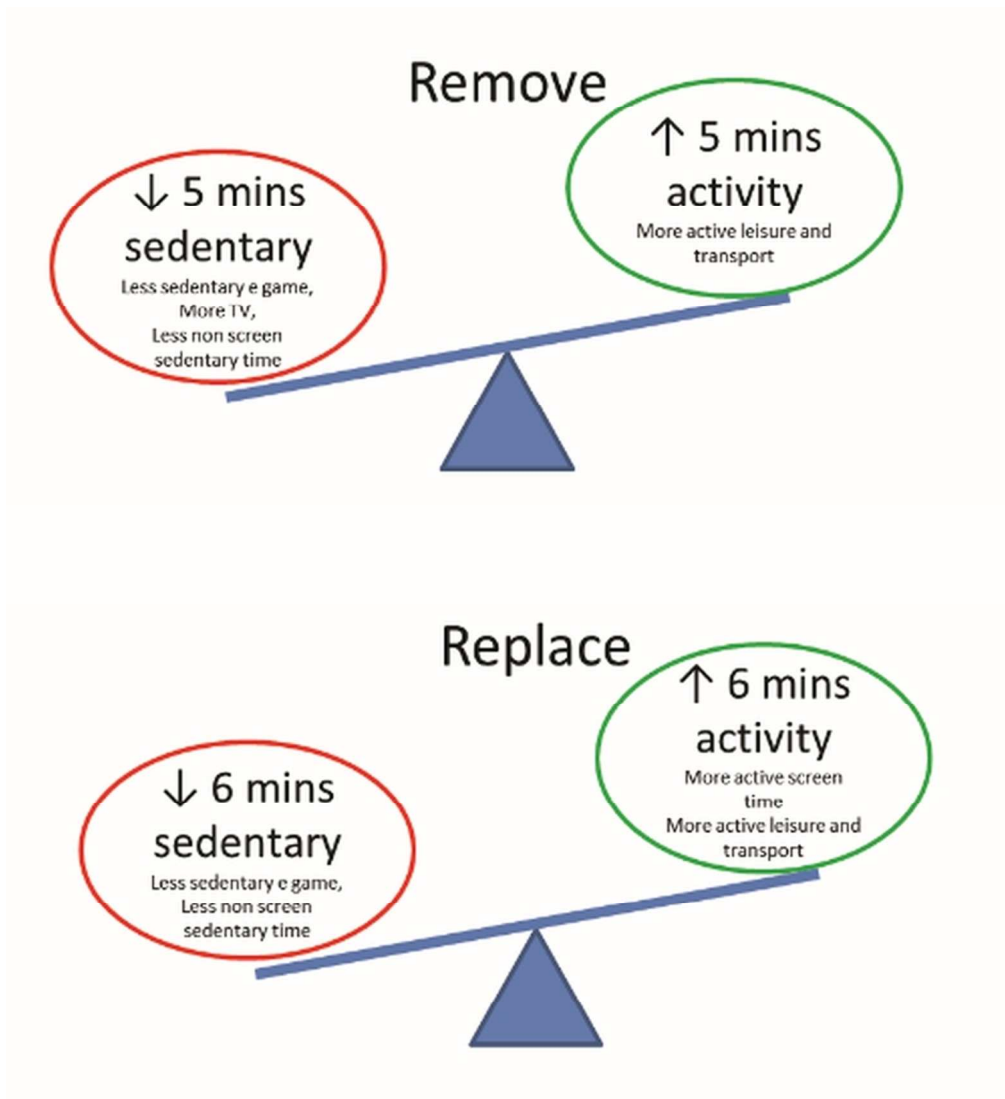 Remove
↑ 5 mins
activity
More active leisure and
transport
↓ 5 mins
sedentary
Less sedentary e game,
More TV,
Less non screen
sedentary time
Replace
↑ 6 mins
activity
More active screen
time
More active leisure and
transport
↓ 6 mins
sedentary
Less sedentary e game,
Less non screen
sedentary time